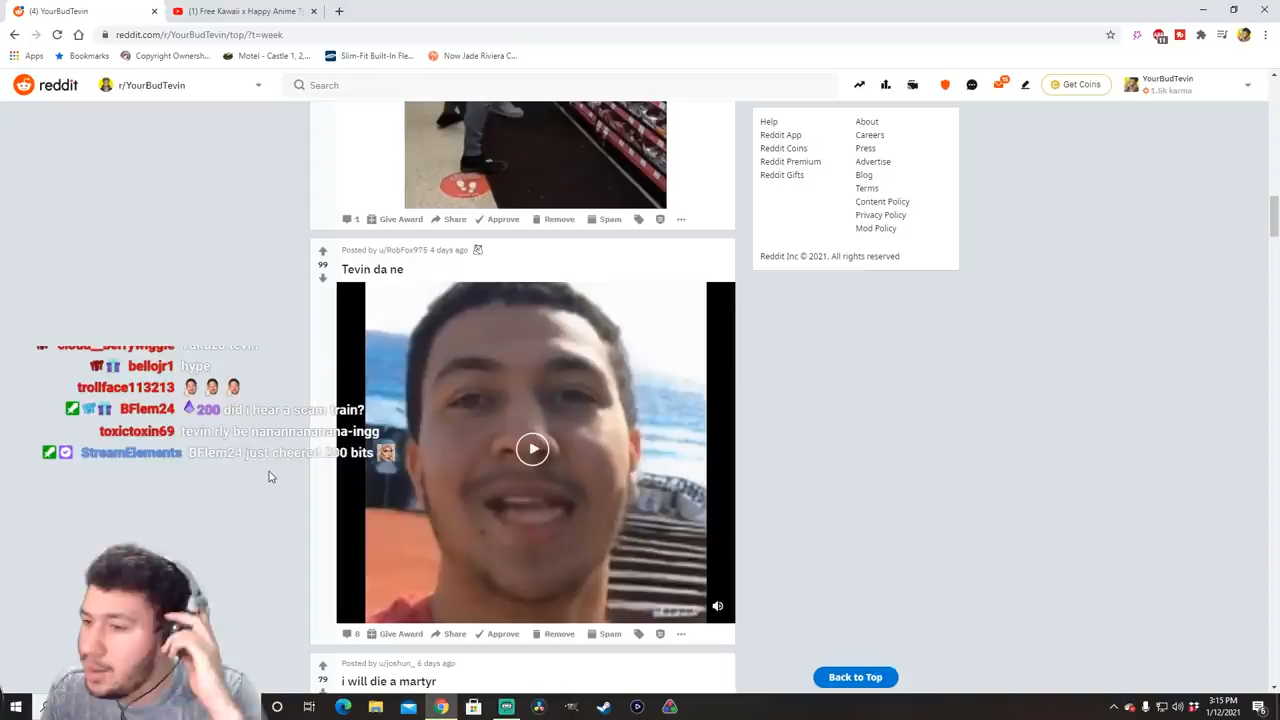 (4) YourBudTevin
(1) Free Kawaii x Happy Anime Ty
reddit.com/r/YourBudTevin/top/?t=week
11
Apps
Bookmarks
Copyright Ownersh...
Motel - Castle 1, 2,...
Slim-Fit Built-In Fle...
Now Jade Riviera C...
reddit
r/YourBudTevin
Search
Get Coins
YourBudTevin
1.5k karma
Help
About
Reddit App
Careers
Reddit Coins
Press
Reddit Premium
Advertise
Reddit Gifts
Blog
Terms
Content Policy
Privacy Policy
Mod Policy
Reddit Inc © 2021. All rights reserved
1
Give Award
Share
Approve
Remove
Spam
Posted by u/RobFox976 4 days ago
99
Tevin da ne
bellojr1 hype
trollface113213
BFlem24 200 did i hear a scam train?
toxictoxin69 tevin rly be nanannananana-ingg
StreamElements BFlem24 just cheered 200 bits
8
Give Award
Share
Approve
Remove
Spam
Posted by u/joshun_ 6 days ago
79
i will die a martyr
Back to Top
3:15 PM
1/12/2021